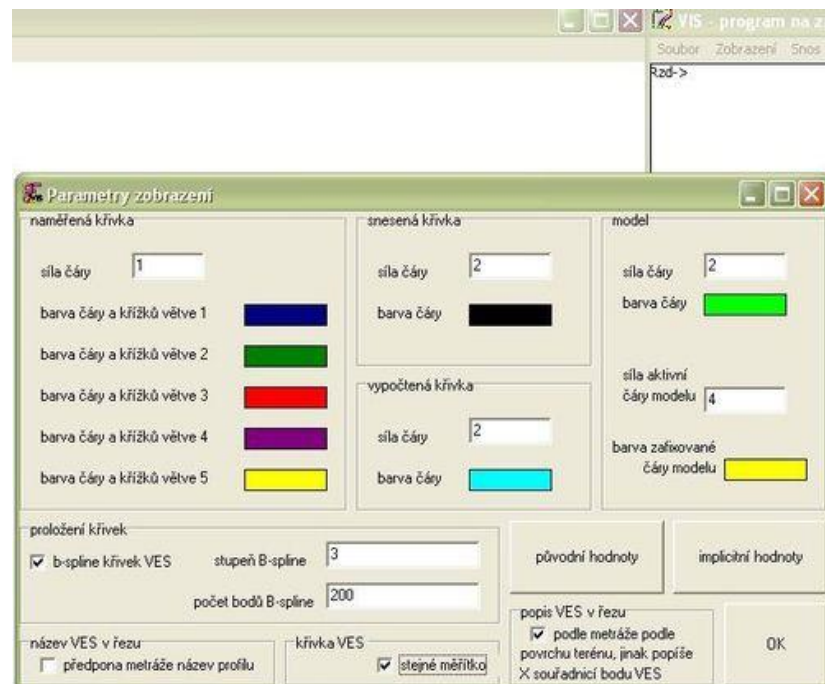 VIS - program na z
Soubor Zobrazení Snos
Rzd->
Parametry zobrazení
naměřená křivka
síla čáry 1
barva čáry a křížků větve 1
barva čáry a křížků větve 2
barva čáry a křížků větve 3
barva čáry a křížků větve 4
barva čáry a křížků větve 5
snesená křivka
síla čáry 2
barva čáry
vypočtená křivka
síla čáry 2
barva čáry
model
síla čáry 2
barva čáry
síla aktivní
čáry modelu 4
barva zafixované
čáry modelu
proložení křivek
b-spline křivek VES
stupeň B-spline 3
počet bodů B-spline 200
původní hodnoty
implicitní hodnoty
název VES v řezu
předpona metráže název profilu
křivka VES
stejné měřítko
popis VES v řezu
podle metráže podle
povrchu terénu, jinak popíše
X souřadnicí bodu VES
OK